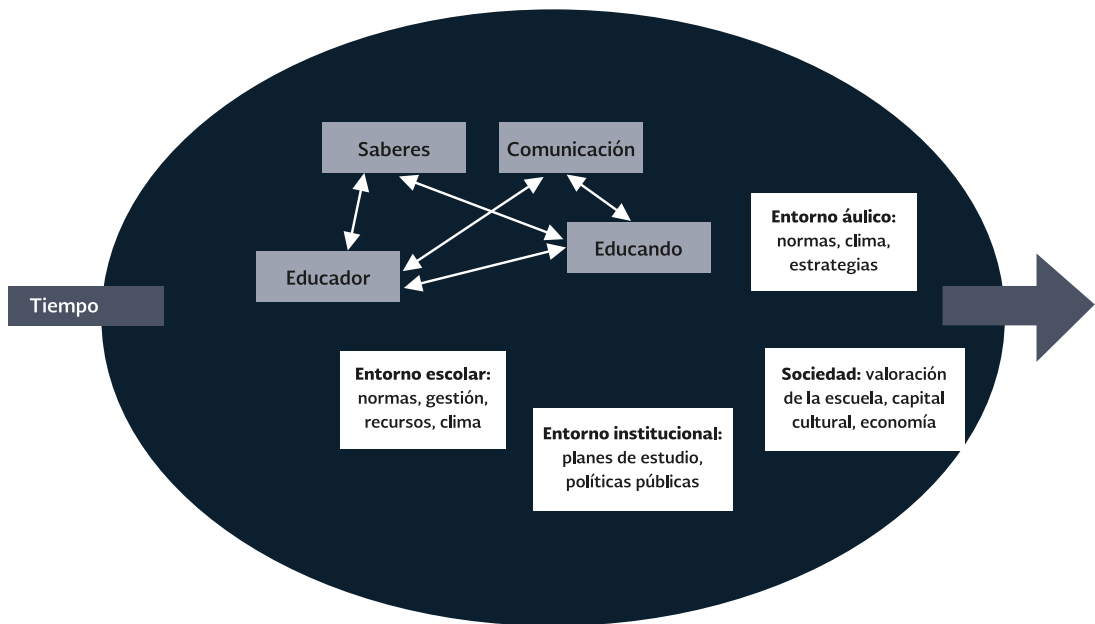 Saberes
Comunicación
Entorno áulico:
normas, clima,
estrategias
Educando
Educador
Tiempo
Entorno escolar:
normas, gestión,
recursos, clima
Sociedad: valoración
de la escuela, capital
cultural, economía
Entorno institucional:
planes de estudio,
políticas públicas